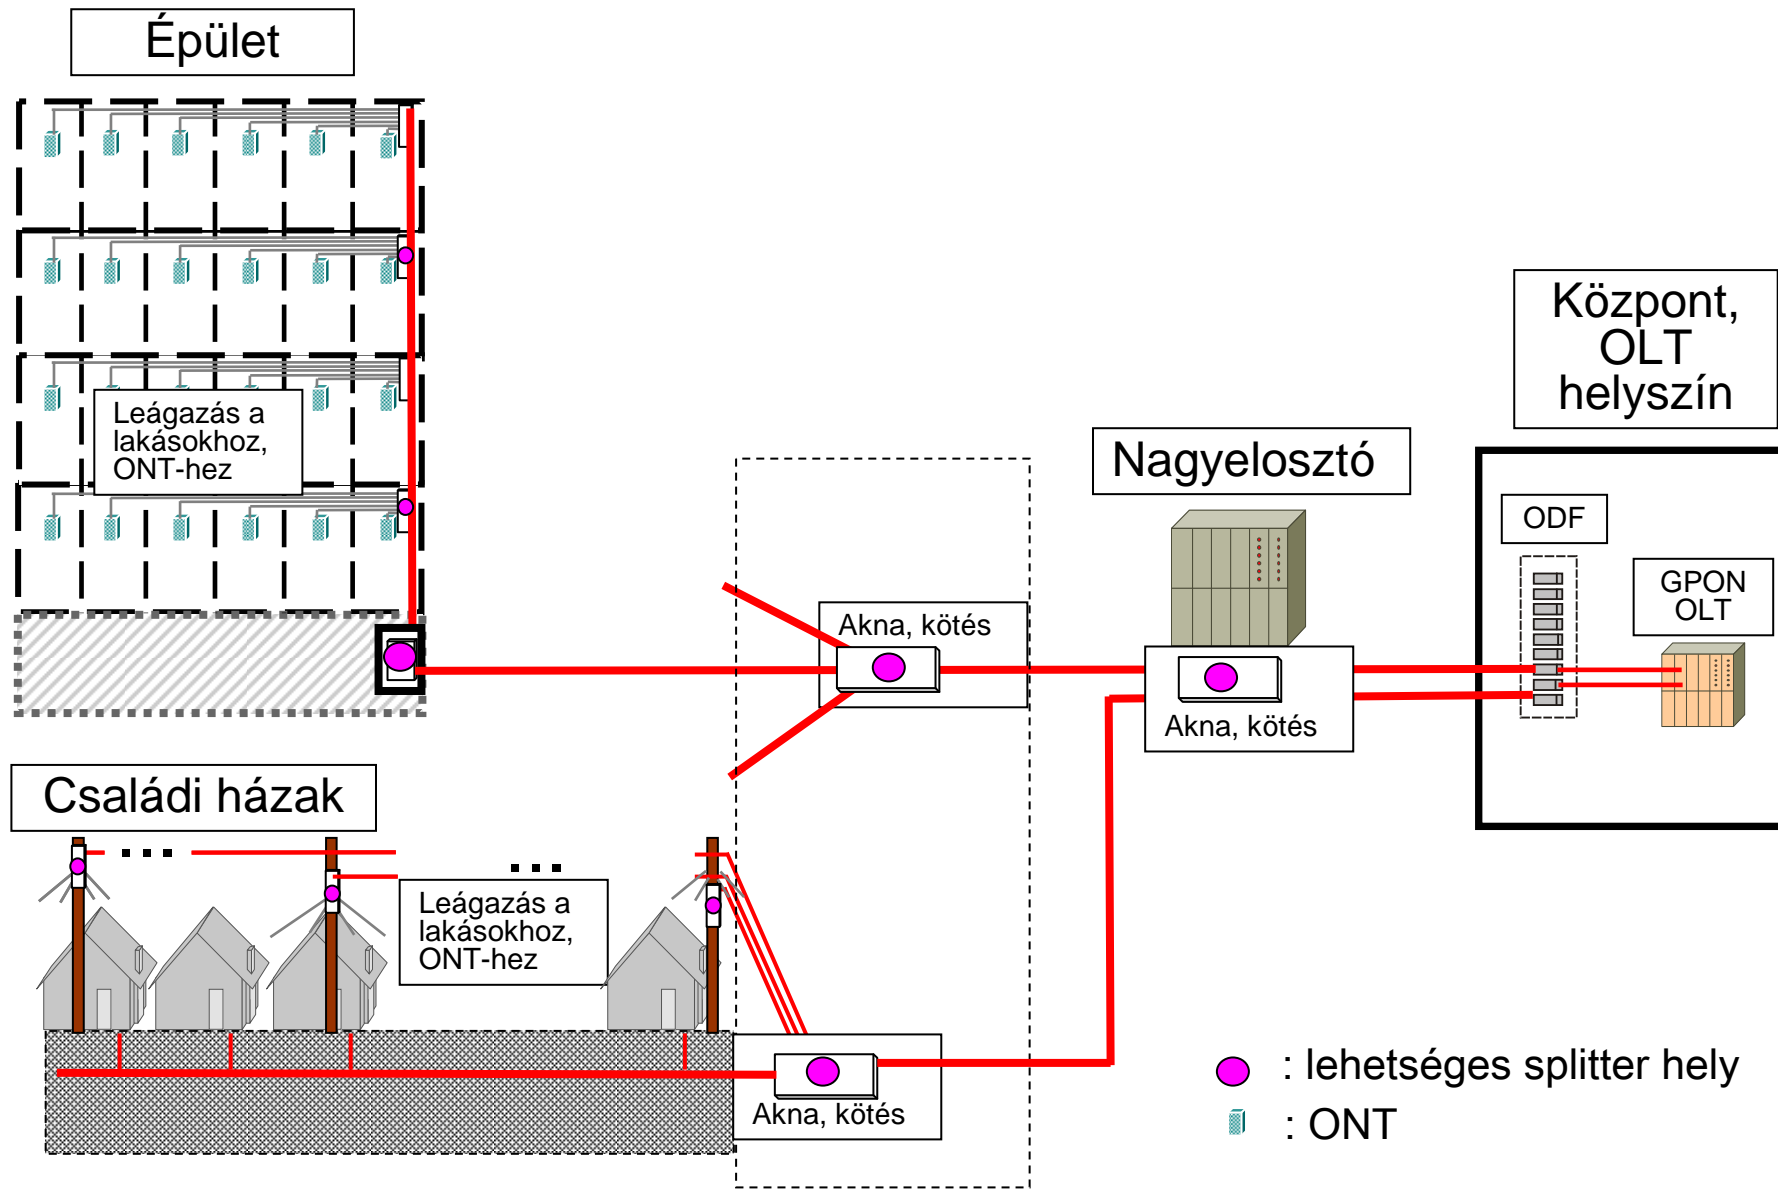 Épület
Leágazás a
lakásokhoz,
ONT-hez
Központ,
OLT
helyszín
Nagyelosztó
ODF
GPON
OLT
Akna, kötés
Akna, kötés
Családi házak
Leágazás a
lakásokhoz,
ONT-hez
Akna, kötés
: lehetséges splitter hely
: ONT